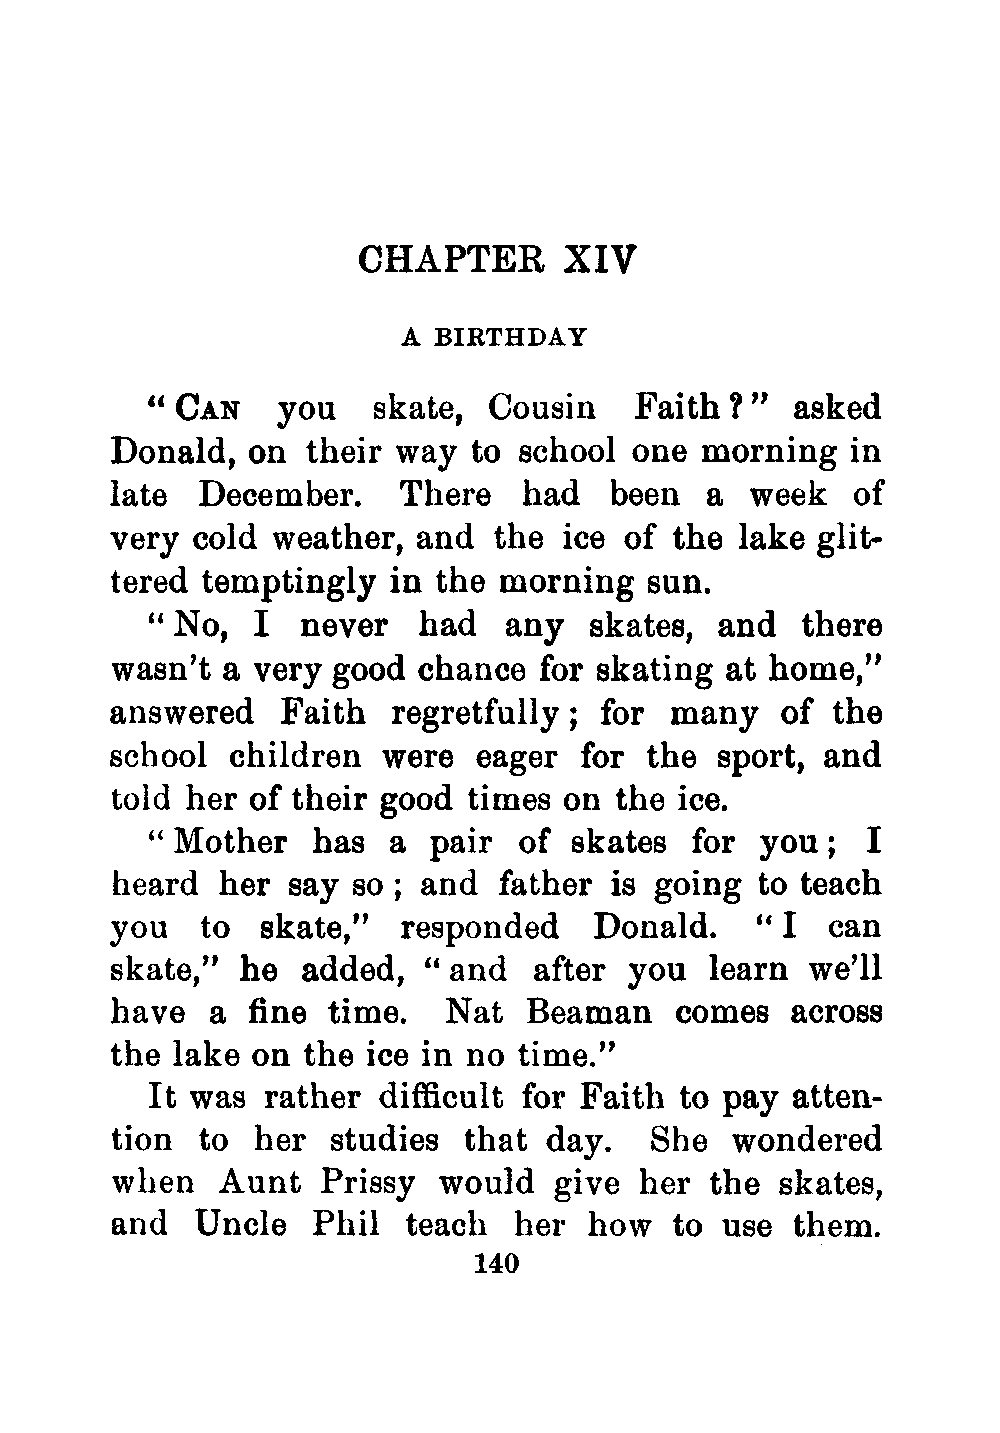 CHAPTER XIV
A BIRTHDAY
"CAN you skate, Cousin Faith?" asked
Donald, on their way to school one morning in
late December. There had been a week of
very cold weather, and the ice of the lake glit-
tered temptingly in the morning sun.
"No, I never had any skates, and there
wasn't a very good chance for skating at home,"
answered Faith regretfully; for many of the
school children were eager for the sport, and
told her of their good times on the ice.
"Mother has a pair of skates for you; I
heard her say so; and father is going to teach
you to skate," responded Donald. "I can
skate," he added, "and after you learn we'll
have a fine time. Nat Beaman comes across
the lake on the ice in no time."
It was rather difficult for Faith to pay atten-
tion to her studies that day. She wondered
when Aunt Prissy would give her the skates,
and Uncle Phil teach her how to use them.
140